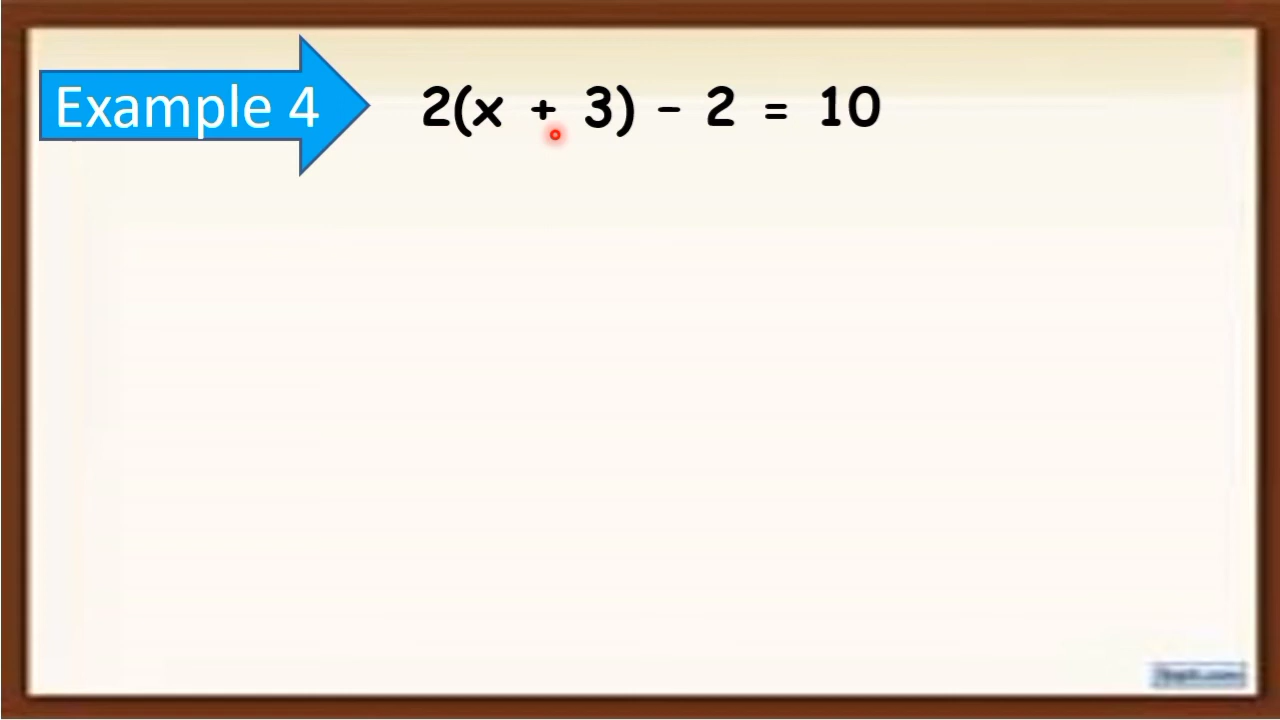 Example 4
2(x + 3) – 2 = 10